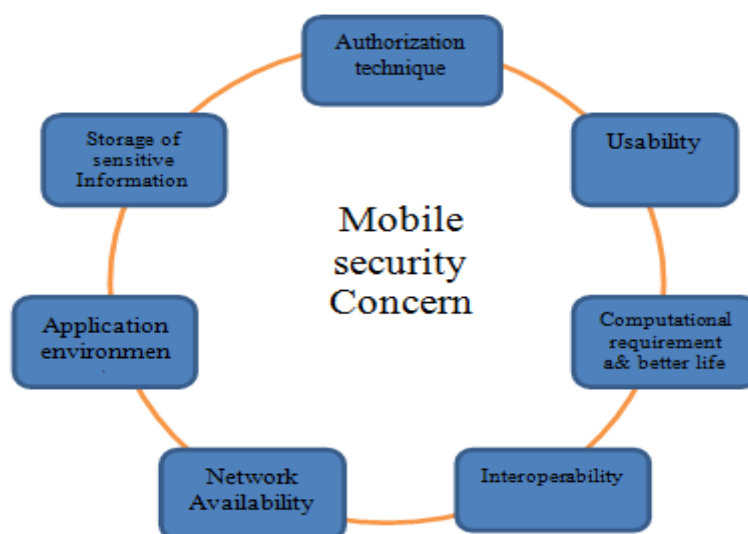 Authorization
technique
Usability
Computational
requirement
a& better life
Interoperability
Network
Availability
Application
environmen
Storage of
sensitive
Information
Mobile
security
Concern